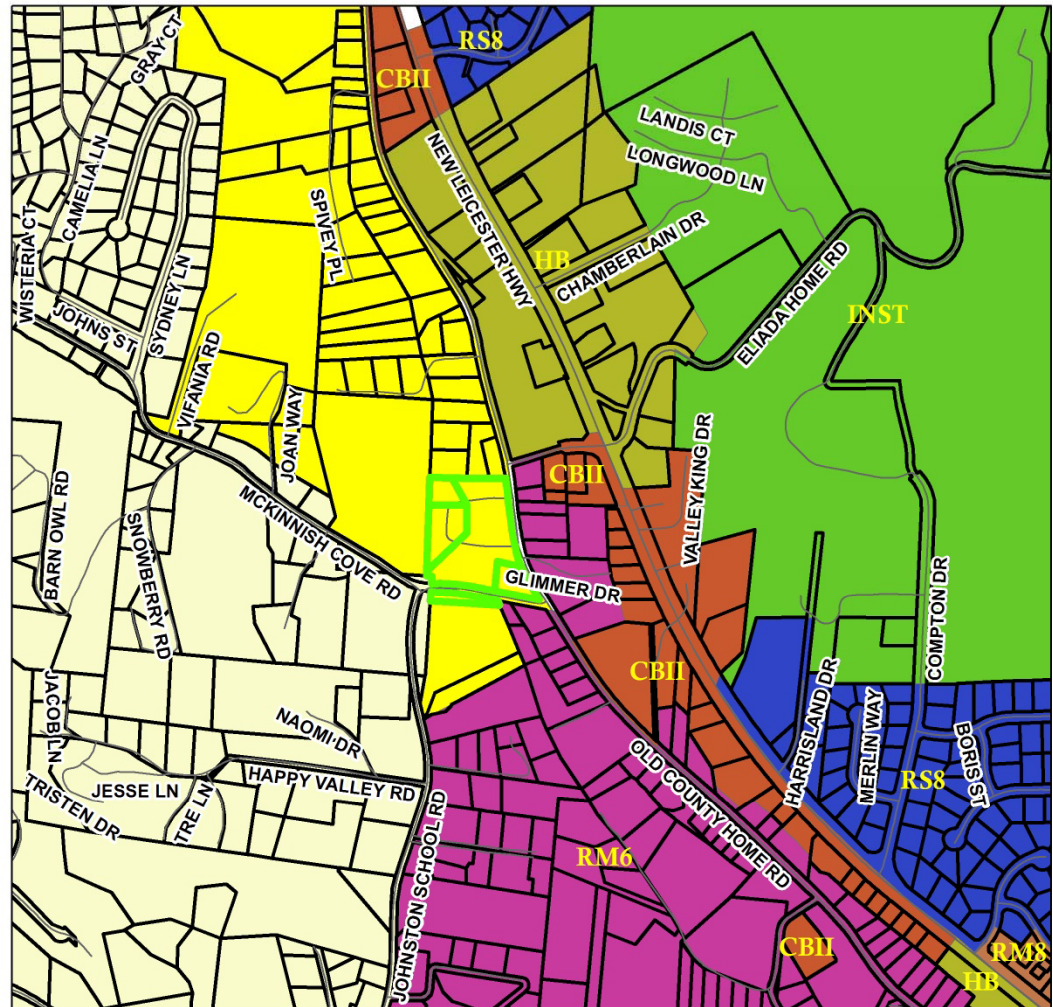 RS8
GRAY CT
CBII
LANDIS CT
CAMELIA LN
NEW LEICESTER HWY
LONGWOOD LN
SPIVEY PL
WISTERIA CT
SYDNEY LN
HB
CHAMBERLAIN DR
ELIADA HOME RD
JOHNS ST
INST
VIFANIA RD
JOAN WAY
VALLEY KING DR
CBII
MCKINNISH COVE RD
BARN OWL RD
SNOWBERRY RD
GLIMMER DR
COMPTON DR
CBII
HARRISLAND DR
MERLIN WAY
BORIS ST
JACOB LN
NAOMI DR
OLD COUNTY HOME RD
RS8
JESSE LN
HAPPY VALLEY RD
TRISTEN DR
TRE LN
JOHNSTON SCHOOL RD
RM6
CBII
RM8
HB